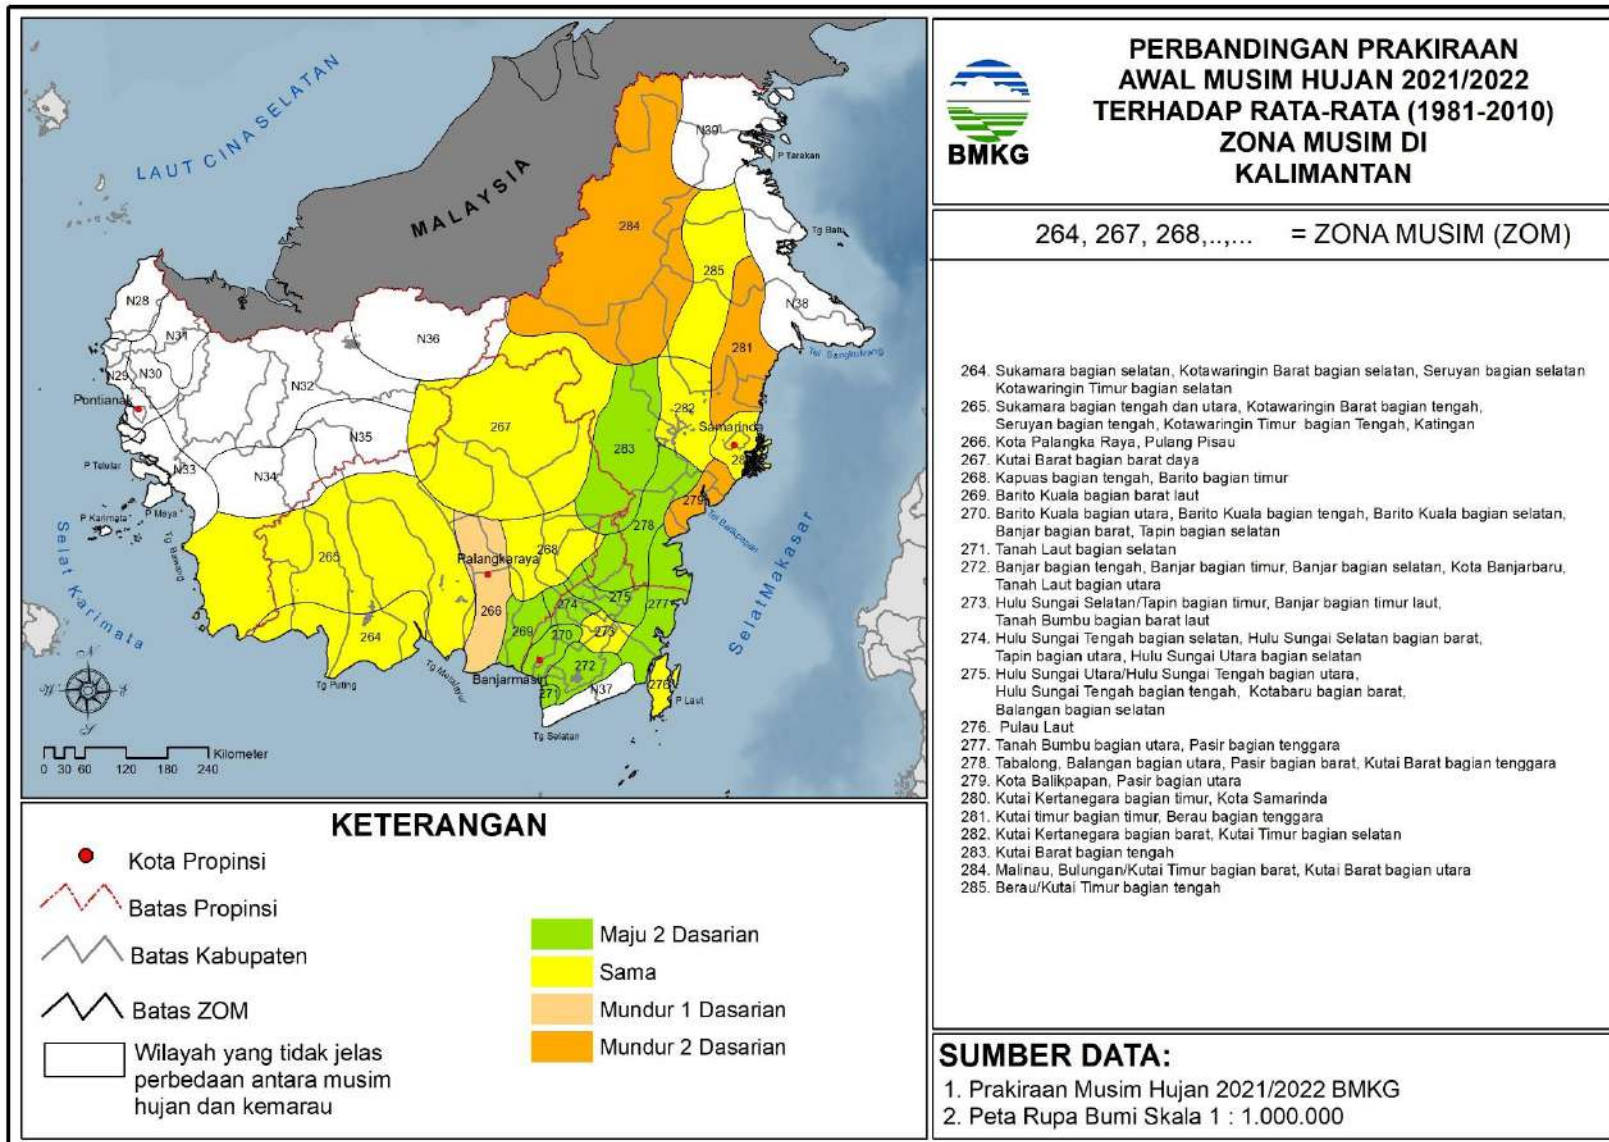 PERBANDINGAN PRAKIRAAN
AWAL MUSIM HUJAN 2021/2022
TERHADAP RATA-RATA (1981-2010)
ZONA MUSIM DI
KALIMANTAN
BMKG
264, 267, 268,..,... = ZONA MUSIM (ZOM)
264. Sukamara bagian selatan, Kotawaringin Barat bagian selatan, Seruyan bagian selatan
Kotawaringin Timur bagian selatan
265. Sukamara bagian tengah dan utara, Kotawaringin Barat bagian tengah,
Seruyan bagian tengah, Kotawaringin Timur bagian Tengah, Katingan
266. Kota Palangka Raya, Pulang Pisau
267. Kutai Barat bagian barat daya
268. Kapuas bagian tengah, Barito bagian timur
269. Barito Kuala bagian barat laut
270. Barito Kuala bagian utara, Barito Kuala bagian tengah, Barito Kuala bagian selatan,
Banjar bagian barat, Tapin bagian selatan
271. Tanah Laut bagian selatan
272. Banjar bagian tengah, Banjar bagian timur, Banjar bagian selatan, Kota Banjarbaru,
Tanah Laut bagian utara
273. Hulu Sungai Selatan/Tapin bagian timur, Banjar bagian timur laut,
Tanah Bumbu bagian barat laut
274. Hulu Sungai Tengah bagian selatan, Hulu Sungai Selatan bagian barat,
Tapin bagian utara, Hulu Sungai Utara bagian selatan
275. Hulu Sungai Utara/Hulu Sungai Tengah bagian utara,
Hulu Sungai Tengah bagian tengah, Kotabaru bagian barat,
Balangan bagian selatan
276. Pulau Laut
277. Tanah Bumbu bagian utara, Pasir bagian tenggara
278. Tabalong, Balangan bagian utara, Pasir bagian barat, Kutai Barat bagian tenggara
279. Kota Balikpapan, Pasir bagian utara
280. Kutai Kertanegara bagian timur, Kota Samarinda
281. Kutai timur bagian timur, Berau bagian tenggara
282. Kutai Kertanegara bagian barat, Kutai Timur bagian selatan
283. Kutai Barat bagian tengah
284. Malinau, Bulungan/Kutai Timur bagian barat, Kutai Barat bagian utara
285. Berau/Kutai Timur bagian tengah
SUMBER DATA:
1. Prakiraan Musim Hujan 2021/2022 BMKG
2. Peta Rupa Bumi Skala 1 : 1.000.000
LAUT CINA SELATAN
MALAYSIA
N39
P Tarakan
284
Tg Batu
285
N38
N28
N31
N36
N29
N30
N32
281
Tel Sangkulirang
Pontianak
282
Samarinda
267
N35
283
P Telular
N33
N34
279
Tel Balikpapan
P Karimata
P Maya
278
Selat Karimata
Tg Bawang
265
268
Palangkaraya
Selat Makasar
266
274
275
277
264
269
270
273
272
Tg Puting
Tg Malatayur
Banjarmasin
271
N37
276
P Laut
Tg Selatan
N
Kilometer
0 30 60 120 180 240
KETERANGAN
Kota Propinsi
Batas Propinsi
Batas Kabupaten
Batas ZOM
Wilayah yang tidak jelas
perbedaan antara musim
hujan dan kemarau
Maju 2 Dasarian
Sama
Mundur 1 Dasarian
Mundur 2 Dasarian